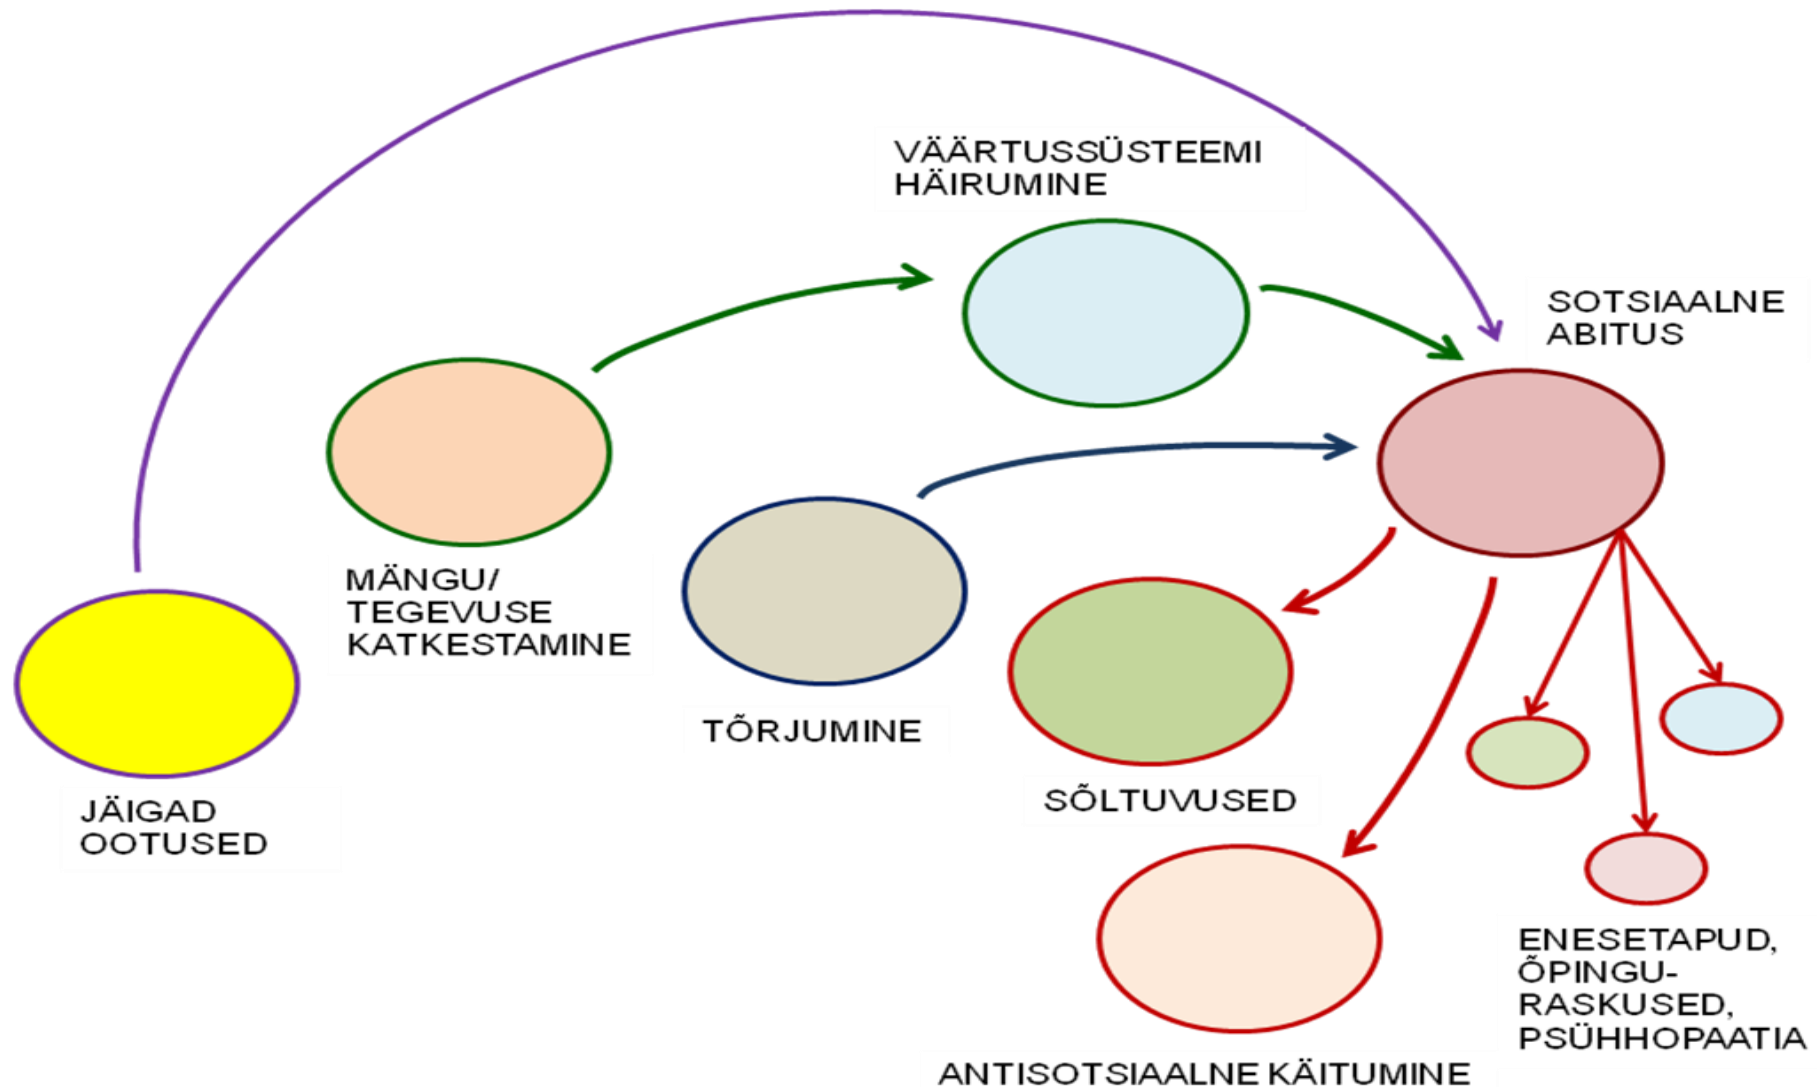 VÄÄRTUSSÜSTEEMI
HÄIRUMINE
SOTSIAALNE
ABITUS
MÄNGU/
TEGEVUSE
KATKESTAMINE
TÕRJUMINE
JÄIGAD
OOTUSED
SÕLTUVUSED
ENESETAPUD,
ÕPINGU-
RASKUSED,
PSÜHHOPAATIA
ANTISOTSIAALNE KÄITUMINE